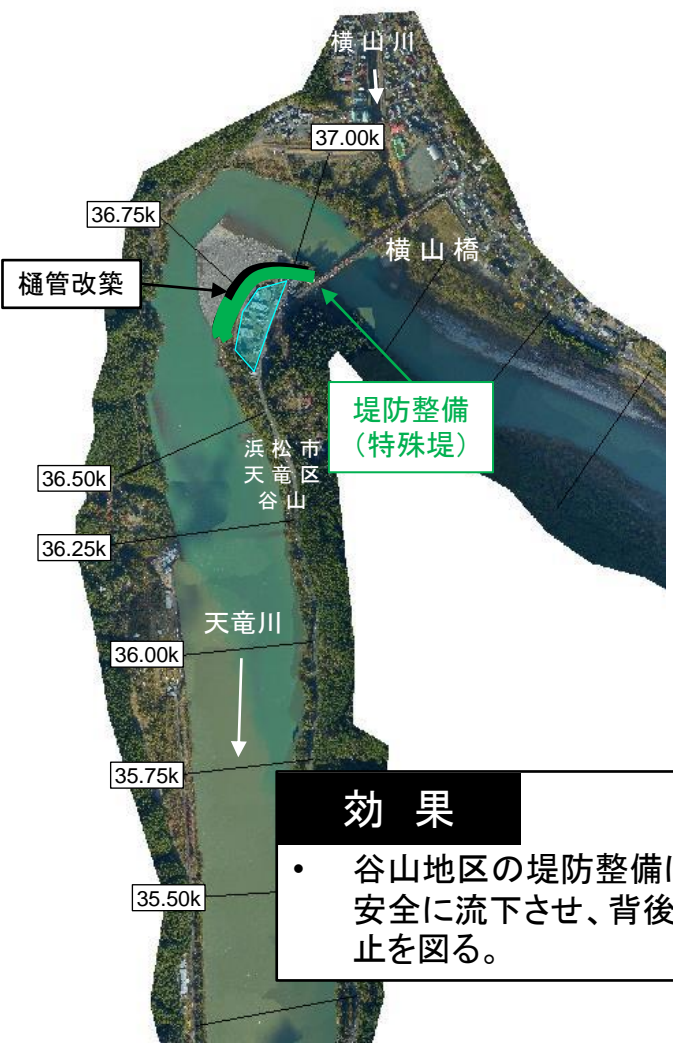 横山川
37.00k
36.75k
横山橋
樋管改築
堤防整備
（特殊堤）
浜松市
天竜区
谷山
36.50k
36.25k
天竜川
36.00k
35.75k
効 果
• 谷山地区の堤防整備
安全に流下させ、背後
止を図る。
35.50k